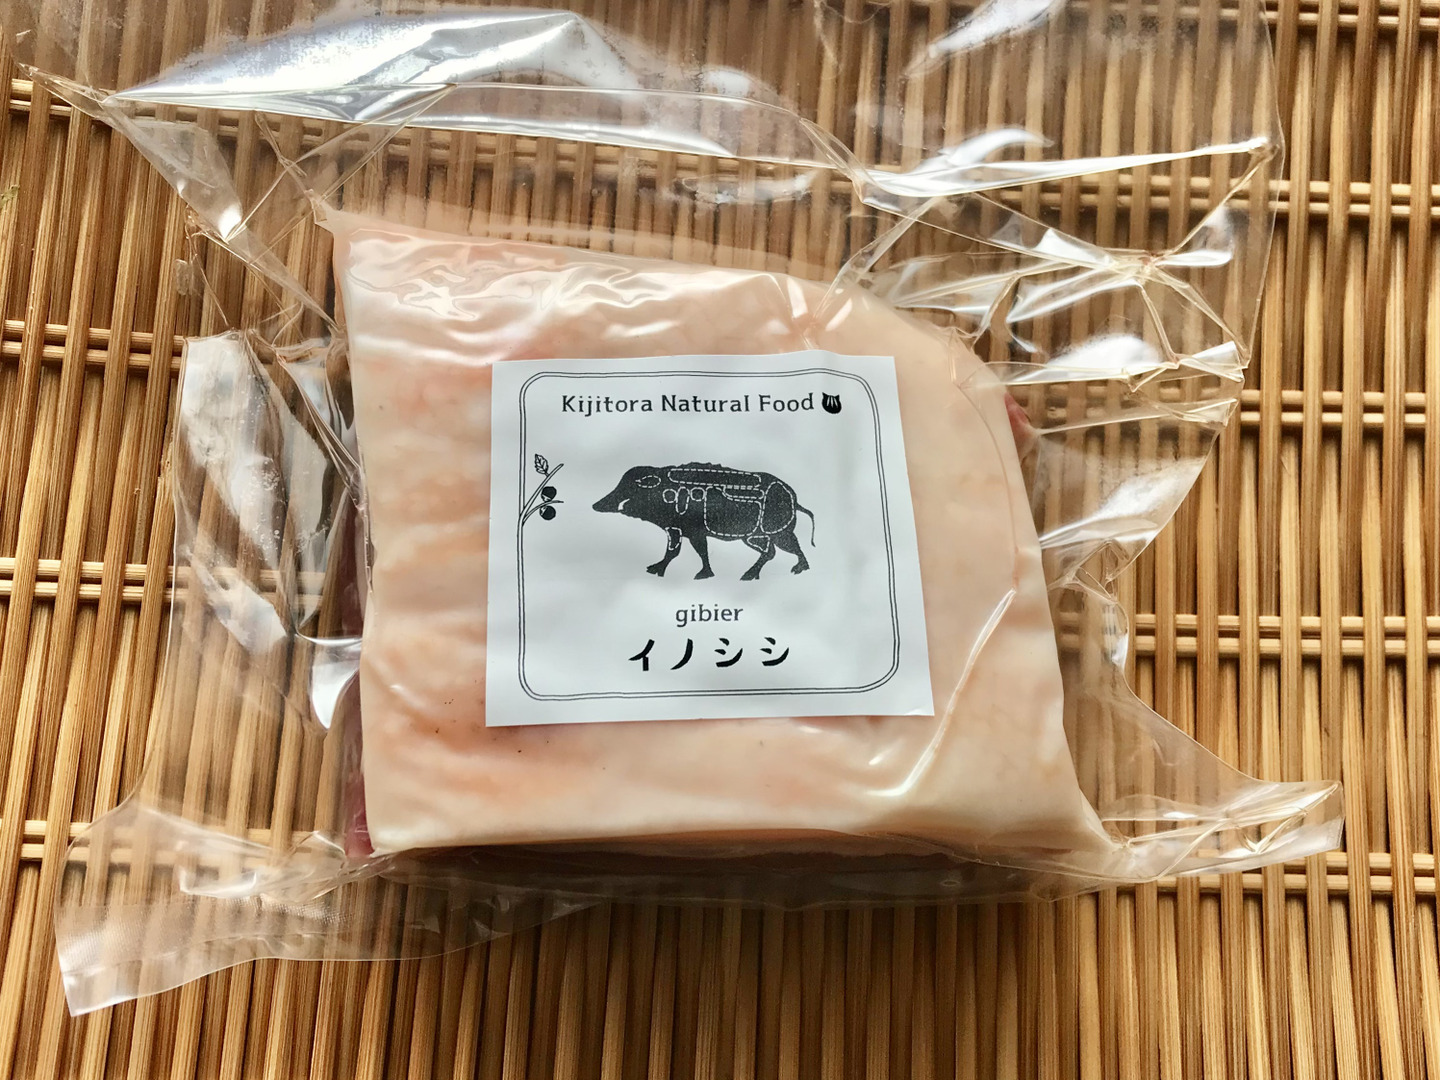 Kijitora Natural Food
gibier
イノシシ